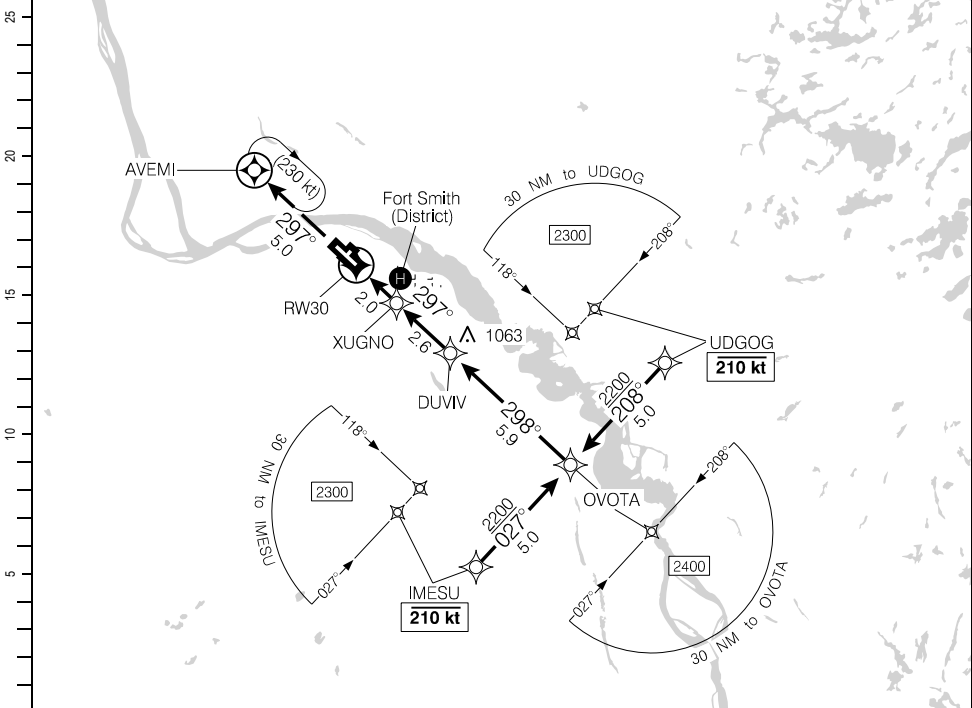 25
20
15
10
5
AVEMI
(230 kt)
297°
5.0
Fort Smith
(District)
H
RW30
2.0
297°
XUGNO
2.6
1063
DUVIV
298°
5.9
30 NM to UDGOG
2300
118°
208°
UDGOG
210 kt
2200
208°
5.0
OVOTA
30 NM to IMESU
2300
118°
027°
IMESU
210 kt
2200
027°
5.0
208°
027°
2400
30 NM to OVOTA